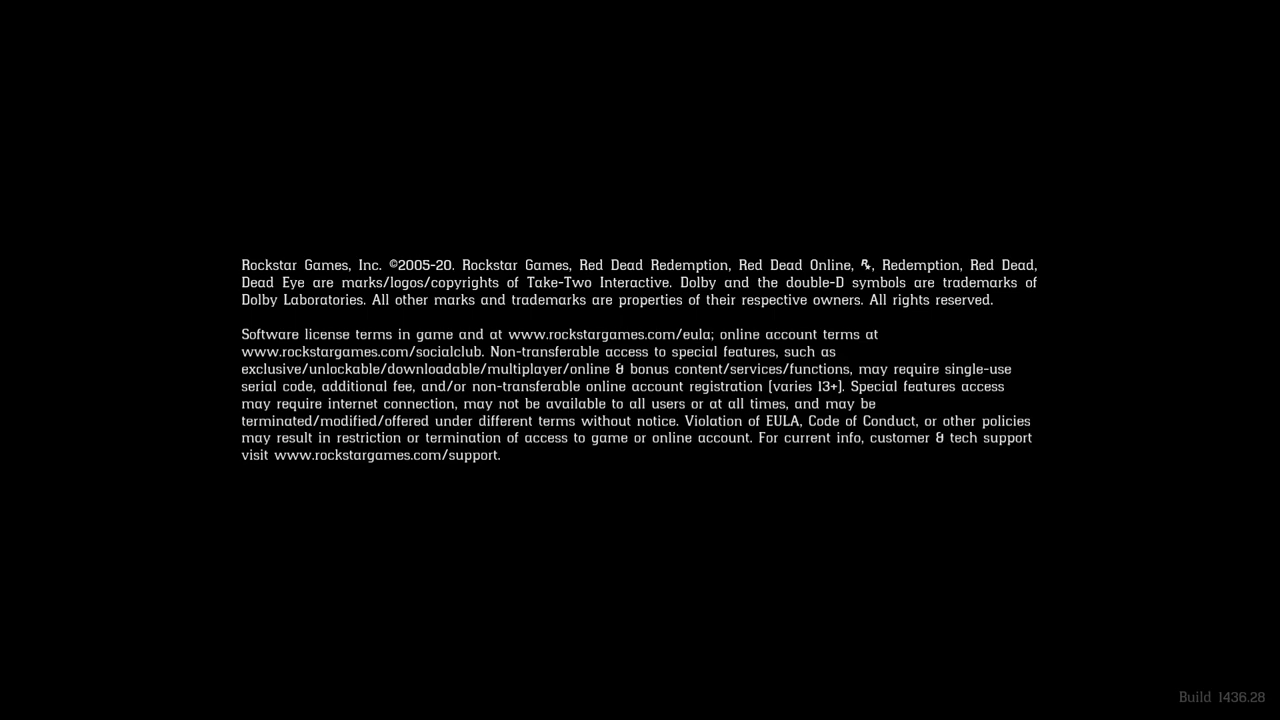 Rockstar Games, Inc. ©2005-20. Rockstar Games, Red Dead Redemption, Red Dead Online, , Redemption, Red Dead,
Dead Eye are marks/logos/copyrights of Take-Two Interactive. Dolby and the double-D symbols are trademarks of
Dolby Laboratories. All other marks and trademarks are properties of their respective owners. All rights reserved.
Software license terms in game and at www.rockstargames.com/eula; online account terms at
www.rockstargames.com/socialclub. Non-transferable access to special features, such as
exclusive/unlockable/downloadable/multiplayer/online & bonus content/services/functions, may require single-use
serial code, additional fee, and/or non-transferable online account registration (varies 13+). Special features access
may require internet connection, may not be available to all users or at all times, and may be
terminated/modified/offered under different terms without notice. Violation of EULA, Code of Conduct, or other policies
may result in restriction or termination of access to game or online account. For current info, customer & tech support
visit www.rockstargames.com/support.
Build 1436.28